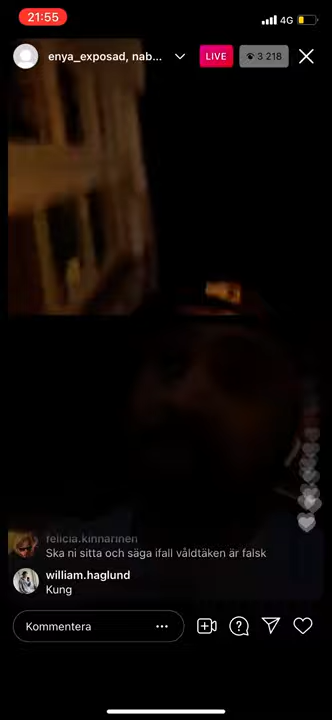 21:55
4G
enya_exposad, nab...
LIVE
3 218
felicia.kinnarinen
Ska ni sitta och säga ifall våldtäken är falsk
william.haglund
Kung
Kommentera